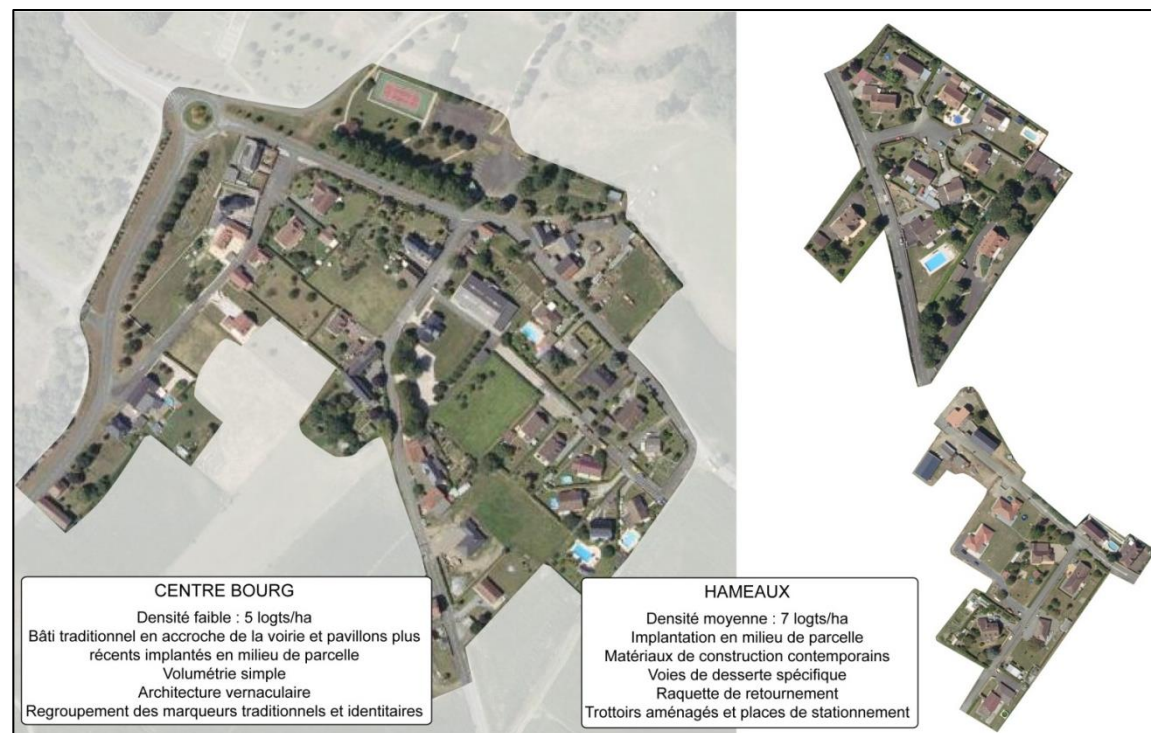 CENTRE BOURG
Densité faible : 5 logts/ha
Bâti traditionnel en accroche de la voirie et pavillons plus
récents implantés en milieu de parcelle
Volumétrie simple
Architecture vernaculaire
Regroupement des marqueurs traditionnels et identitaires
HAMEAUX
Densité moyenne : 7 logts/ha
Implantation en milieu de parcelle
Matériaux de construction contemporains
Voies de desserte spécifique
Raquette de retournement
Trottoirs aménagés et places de stationnement